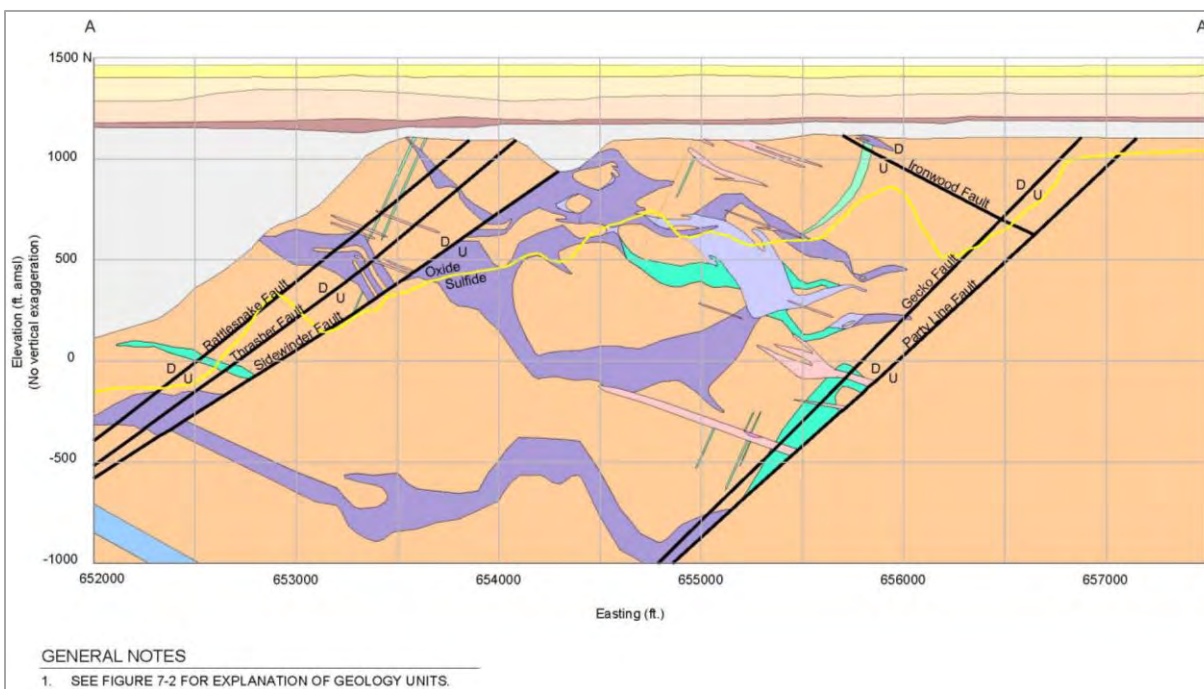 A A
1500 N
1000
500
0
-500
-1000
Elevation (ft. amsl)
(No vertical exaggeration)
D
U
Ironwood Fault
D
U
D
U
Oxide
Sulfide
D
U
Rattlesnake Fault
Thrasher Fault
Sidewinder Fault
Gecko Fault
Party Line Fault
D
U
D
U
652000 653000 654000 655000 656000 657000
Easting (ft.)
GENERAL NOTES
1. SEE FIGURE 7-2 FOR EXPLANATION OF GEOLOGY UNITS.